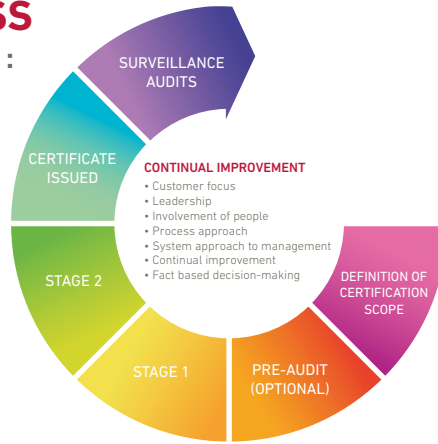 SS
:
SURVEILLANCE
AUDITS
CERTIFICATE
ISSUED
CONTINUAL IMPROVEMENT
• Customer focus
• Leadership
• Involvement of people
• Process approach
• System approach to management
• Continual improvement
• Fact based decision-making
STAGE 2
DEFINITION OF
CERTIFICATION
SCOPE
STAGE 1
PRE-AUDIT
(OPTIONAL)